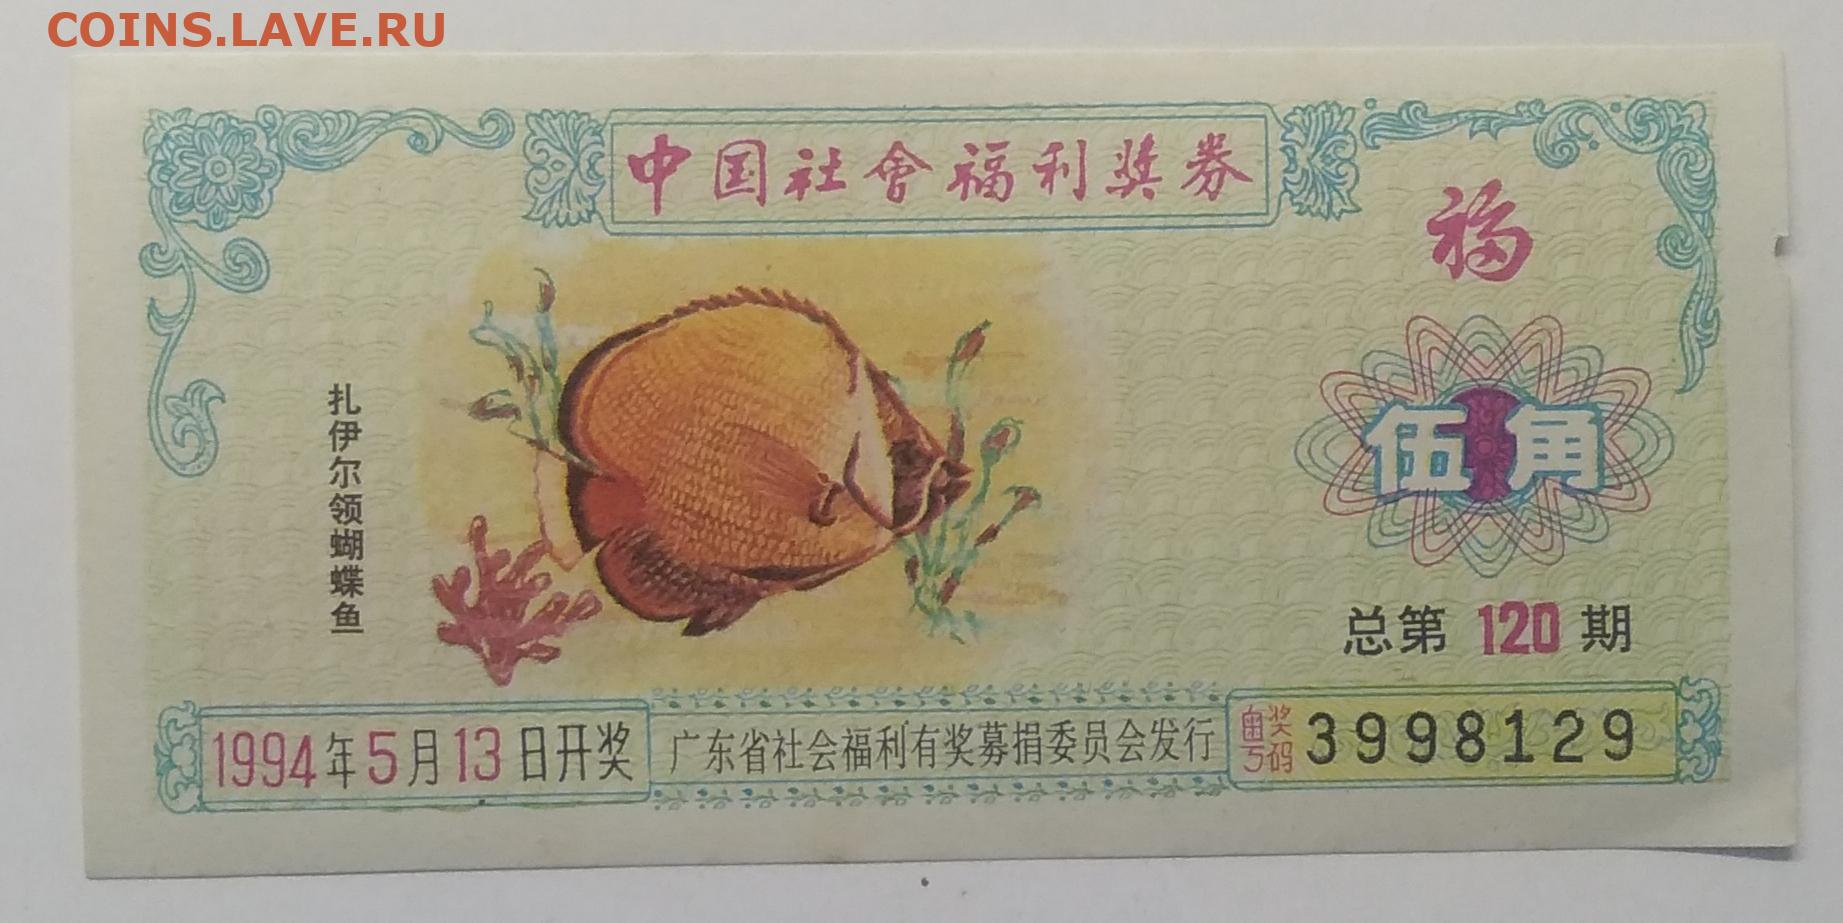 COINS.LAVE.RU
中国社會福利奖券
福
扎伊尔领蝴蝶鱼
伍角
总第 120 期
1994年5月13日开奖
广东省社会福利有奖募捐委员会发行
粤奖
码
3998129